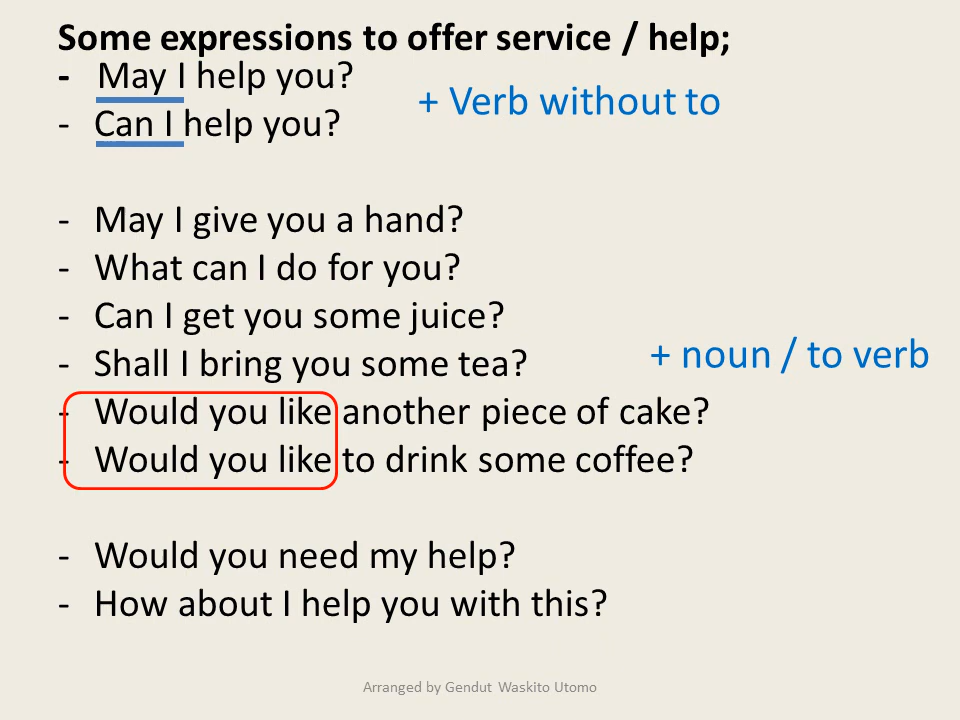 Some expressions to offer service / help;
- May I help you?
+ Verb without to
- Can I help you?
- May I give you a hand?
- What can I do for you?
- Can I get you some juice?
- Shall I bring you some tea?
+ noun / to verb
- Would you like another piece of cake?
- Would you like to drink some coffee?
- Would you need my help?
- How about I help you with this?
Arranged by Gendut Waskito Utomo